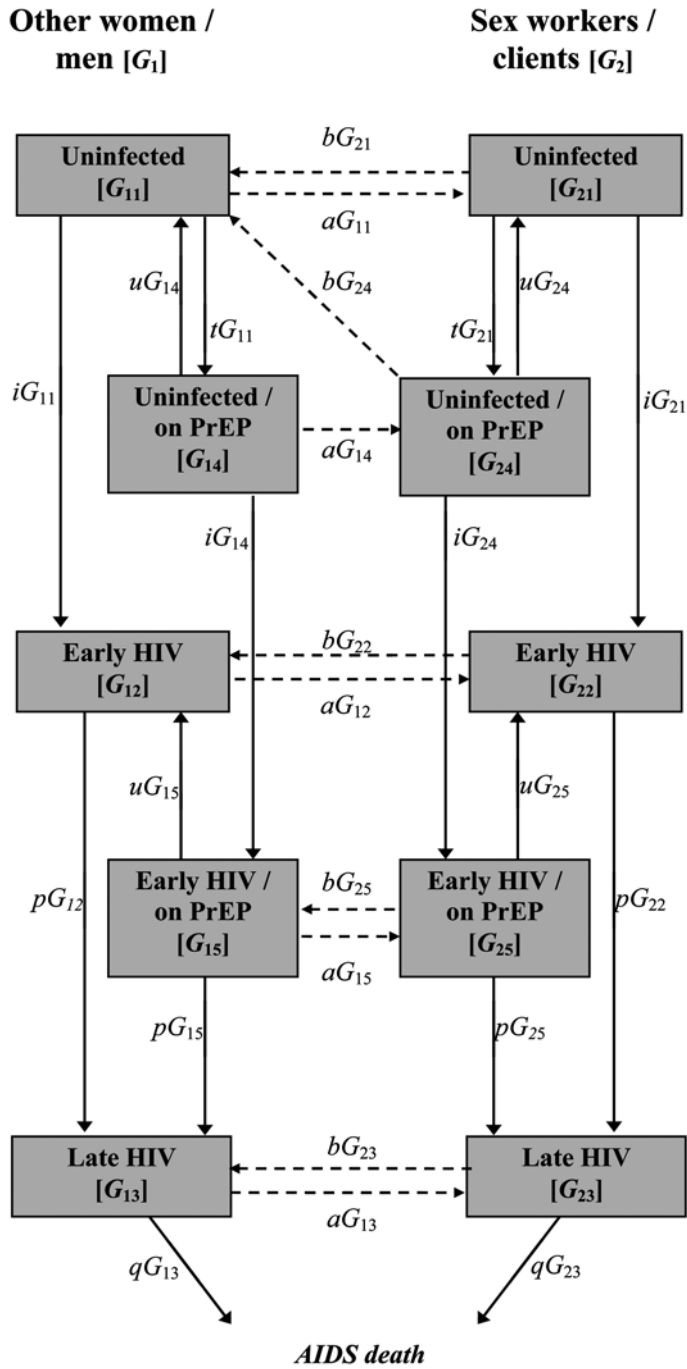 Other women /
men [G₁]
Sex workers /
clients [G₂]
Uninfected
[G₁₁]
bG₂₁
aG₁₁
Uninfected
[G₂₁]
uG₁₄
tG₁₁
bG₂₄
tG₂₁
uG₂₄
iG₁₁
iG₂₁
Uninfected /
on PrEP
[G₁₄]
aG₁₄
Uninfected /
on PrEP
[G₂₄]
iG₁₄
iG₂₄
Early HIV
[G₁₂]
bG₂₂
aG₁₂
Early HIV
[G₂₂]
uG₁₅
uG₂₅
pG₁₂
Early HIV /
on PrEP
[G₁₅]
bG₂₅
aG₁₅
Early HIV /
on PrEP
[G₂₅]
pG₂₂
pG₁₅
pG₂₅
Late HIV
[G₁₃]
bG₂₃
aG₁₃
Late HIV
[G₂₃]
qG₁₃
qG₂₃
AIDS death